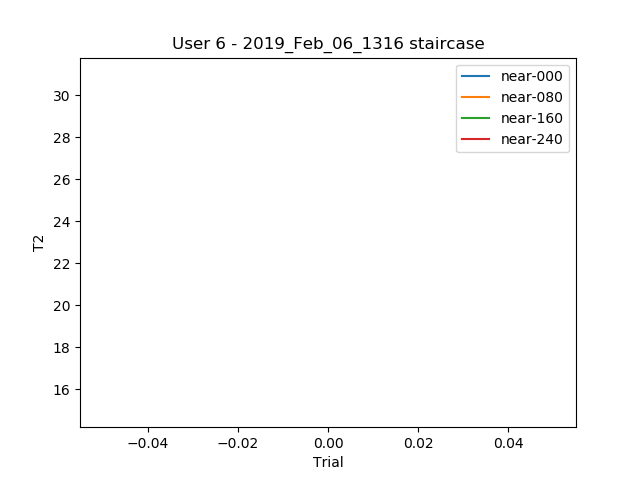 User 6 - 2019_Feb_06_1316 staircase
near-000
near-080
near-160
near-240
30
28
26
24
22
20
18
16
T2
−0.04 −0.02 0.00 0.02 0.04
Trial